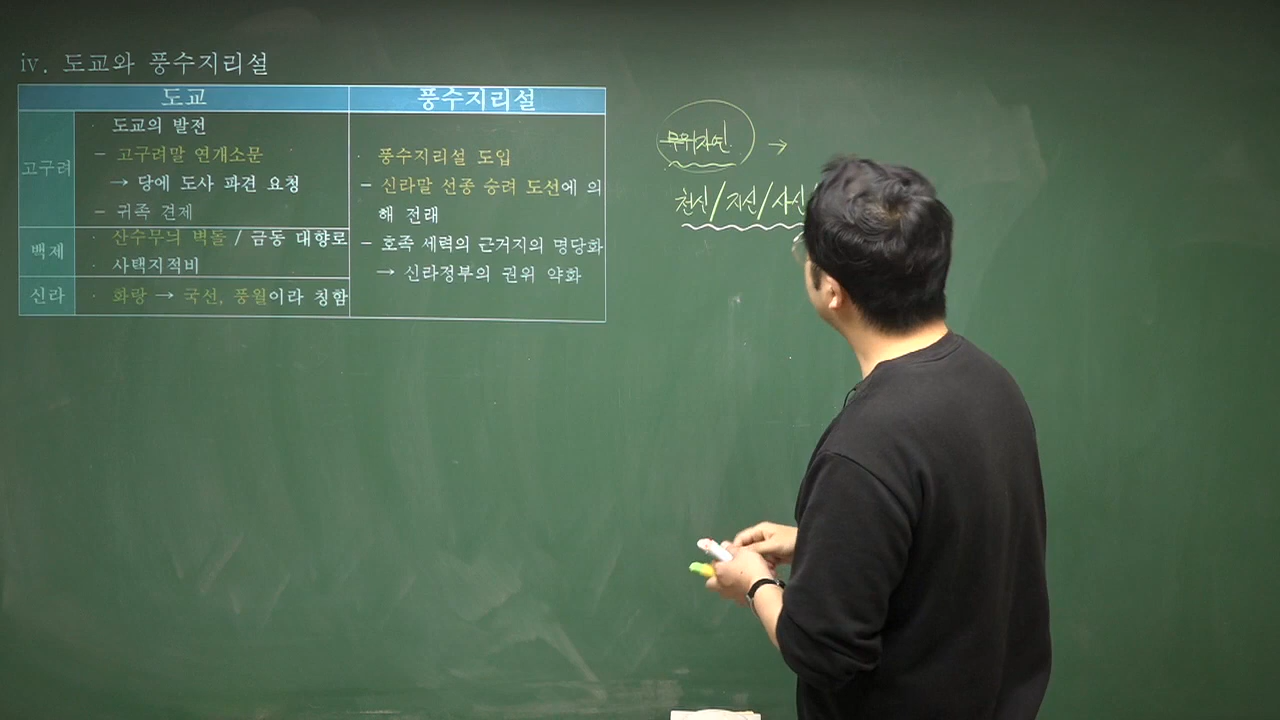 iv. 도교와 풍수지리설
도교
풍수지리설
고구려
· 도교의 발전
- 고구려말 연개소문
→ 당에 도사 파견 요청
- 귀족 견제
백제
· 산수무늬 벽돌 / 금동 대향로
사택지적비
신라
· 화랑 → 국선, 풍월이라 칭함
· 풍수지리설 도입
- 신라말 선종 승려 도선에 의
해 전래
- 호족 세력의 근거지의 명당화
→ 신라정부의 권위 약화
무위자연 →
천신/지신/사신